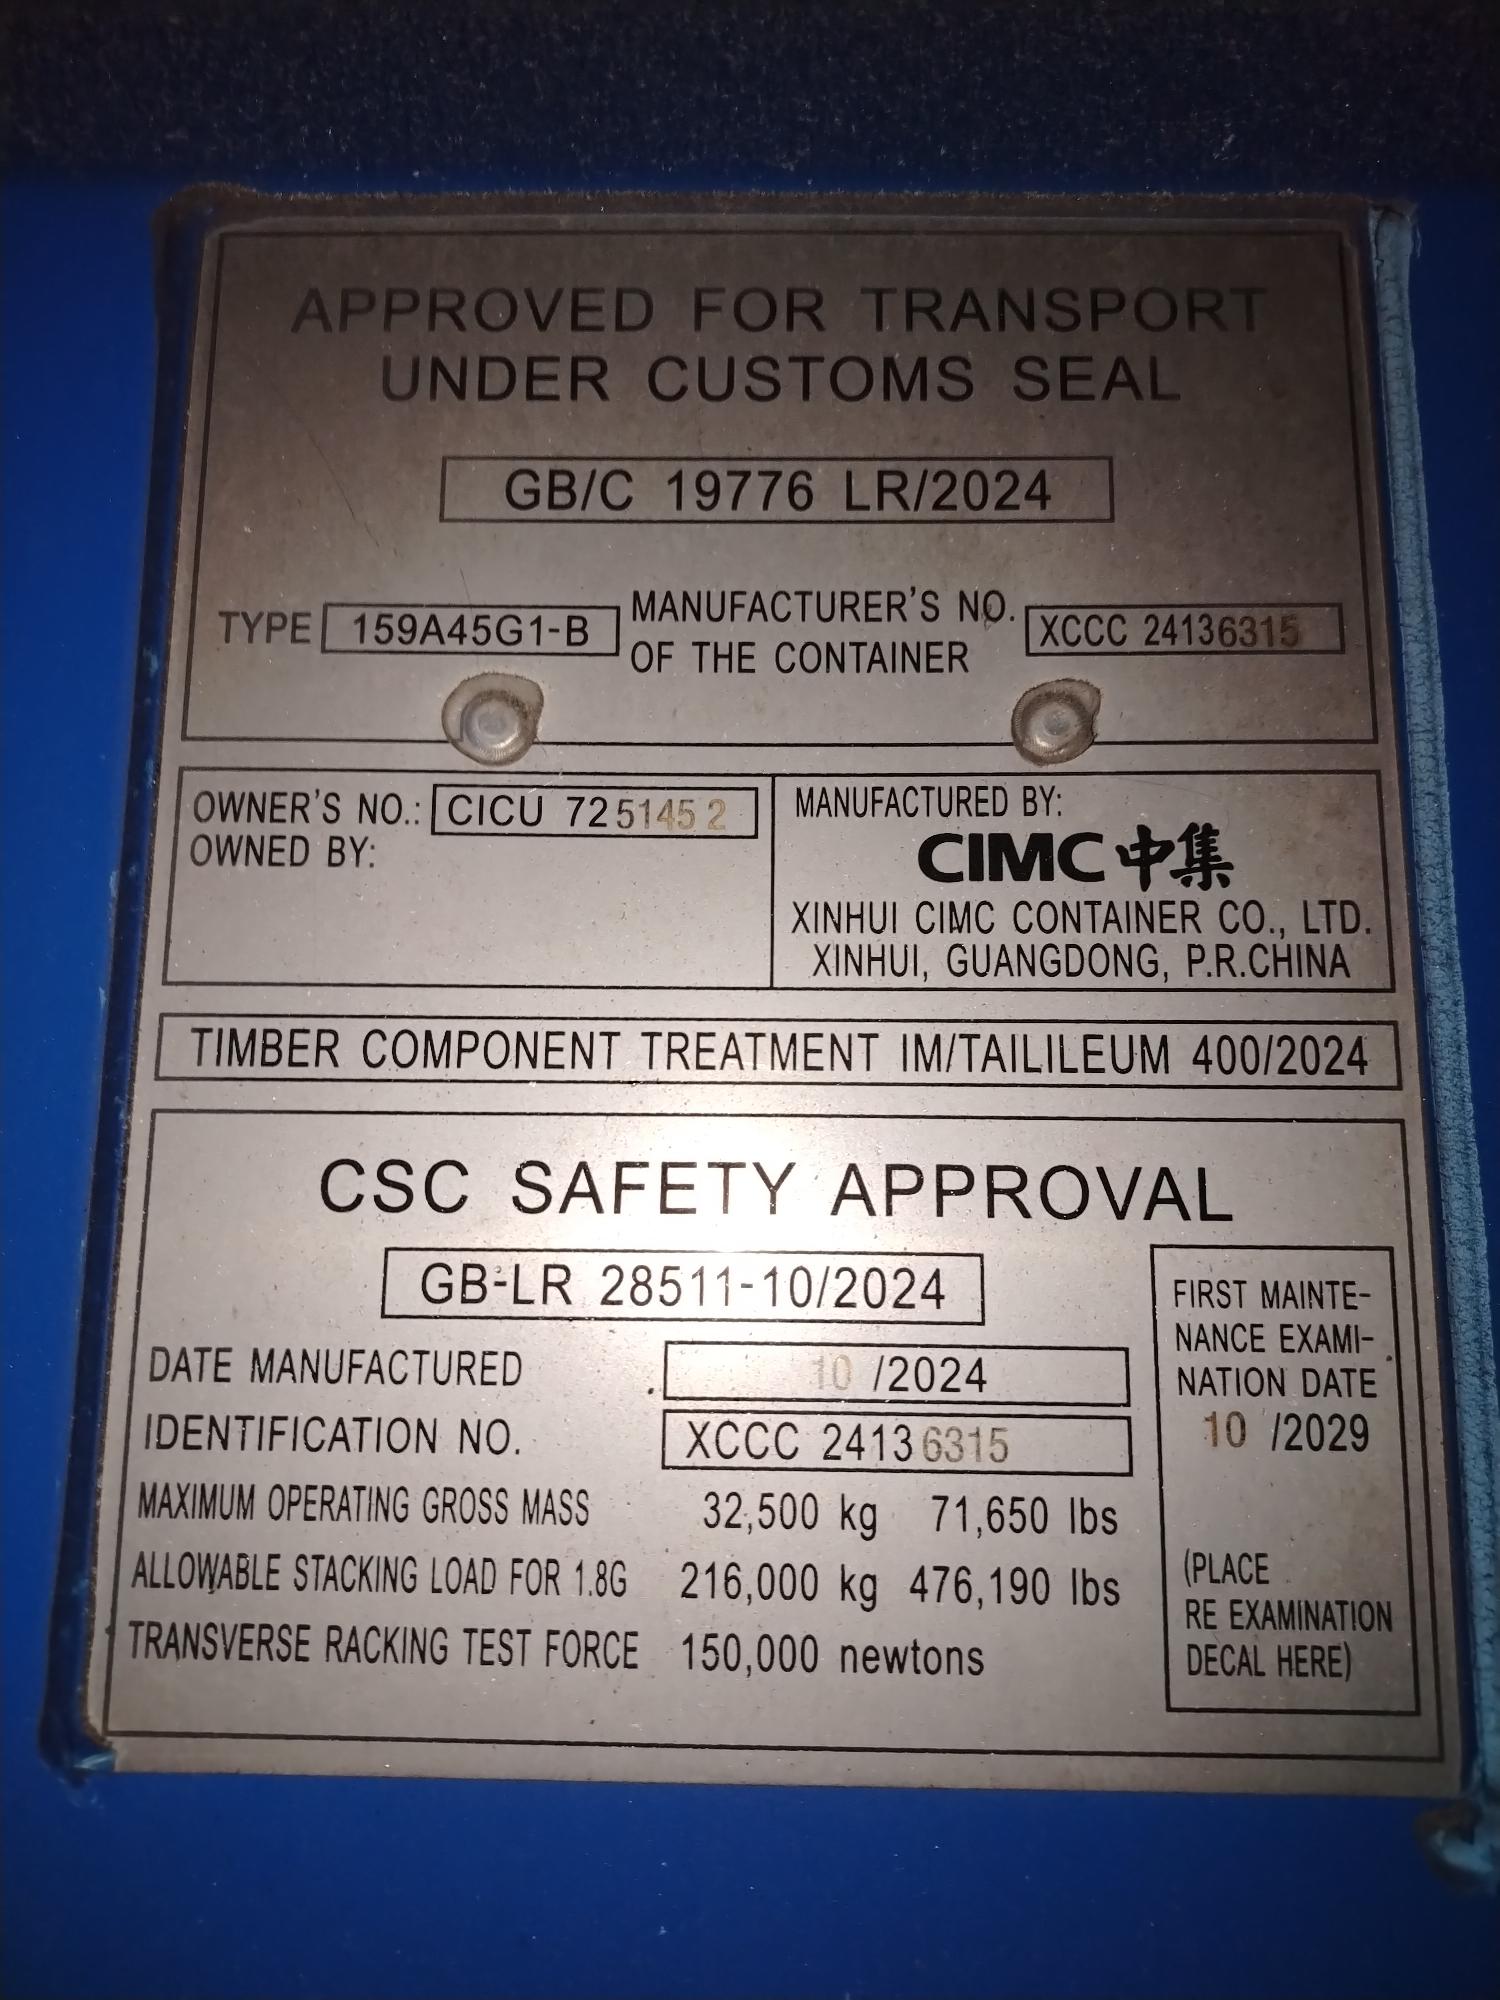 APPROVED FOR TRANSPORT
UNDER CUSTOMS SEAL
GB/C 19776 LR/2024
TYPE 159A45G1-B MANUFACTURER'S NO. OF THE CONTAINER XCCC 24136315
OWNER'S NO.: CICU 725145 2
OWNED BY:
MANUFACTURED BY:
CIMC 中集
XINHUI CIMC CONTAINER CO., LTD.
XINHUI, GUANGDONG, P.R.CHINA
TIMBER COMPONENT TREATMENT IM/TAILILEUM 400/2024
CSC SAFETY APPROVAL
GB-LR 28511-10/2024
DATE MANUFACTURED 10 /2024
IDENTIFICATION NO. XCCC 24136315
MAXIMUM OPERATING GROSS MASS 32,500 kg 71,650 lbs
ALLOWABLE STACKING LOAD FOR 1.8G 216,000 kg 476,190 lbs
TRANSVERSE RACKING TEST FORCE 150,000 newtons
FIRST MAINTE-
NANCE EXAMI-
NATION DATE
10 /2029
(PLACE
RE EXAMINATION
DECAL HERE)